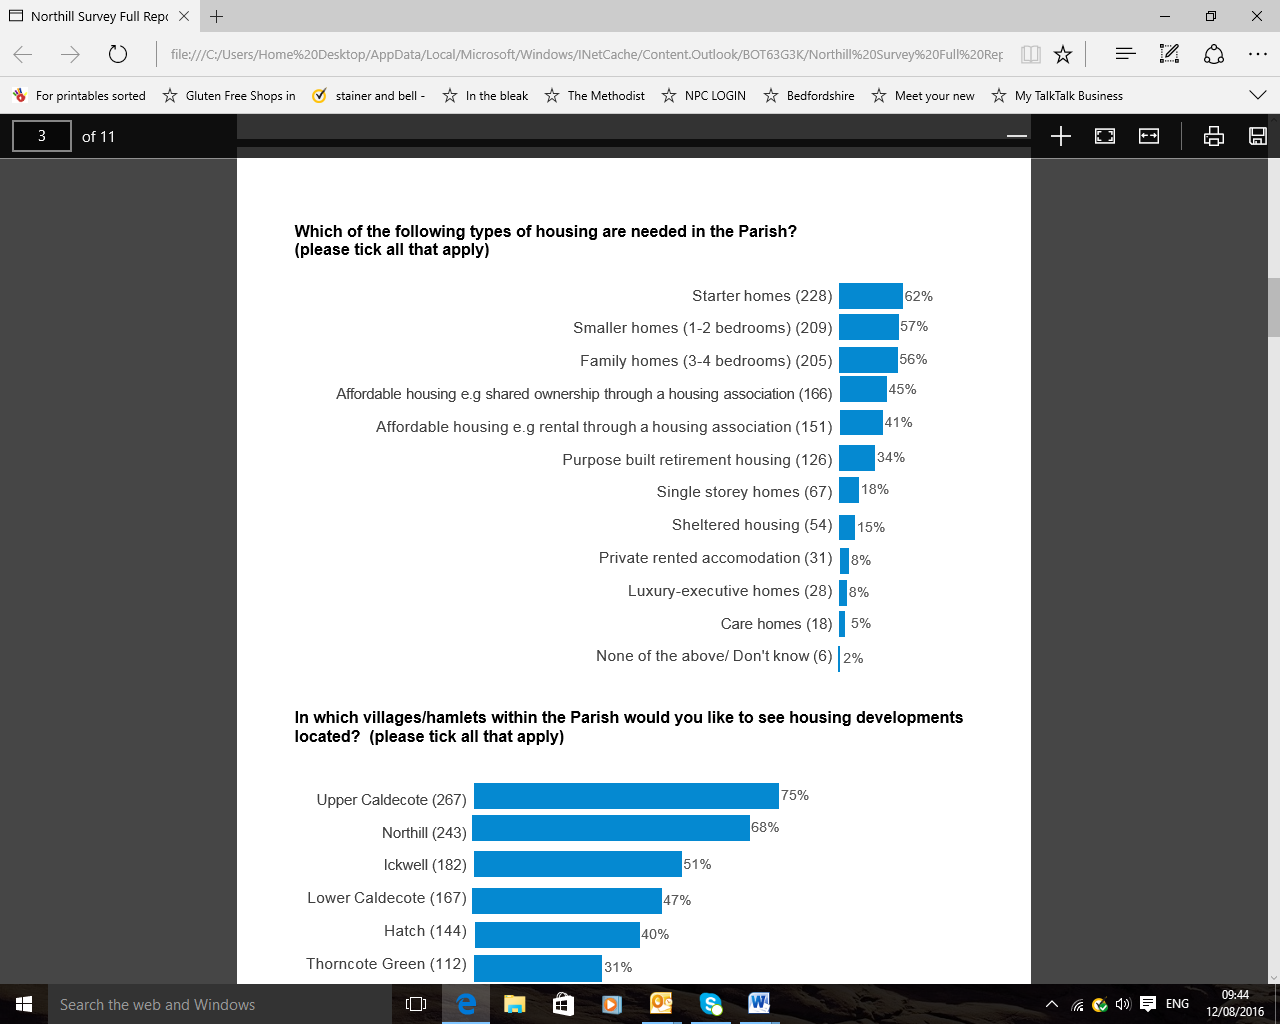 Northill Survey Full Repo
file:///C:/Users/Home%20Desktop/AppData/Local/Microsoft/Windows/INetCache/Content.Outlook/BOT63G3K/Northill%20Survey%20Full%20Rep
For printables sorted
Gluten Free Shops in
stainer and bell -
In the bleak
The Methodist
NPC LOGIN
Bedfordshire
Meet your new
My TalkTalk Business
3 of 11
Which of the following types of housing are needed in the Parish?
(please tick all that apply)
Starter homes (228) 62%
Smaller homes (1-2 bedrooms) (209) 57%
Family homes (3-4 bedrooms) (205) 56%
Affordable housing e.g shared ownership through a housing association (166) 45%
Affordable housing e.g rental through a housing association (151) 41%
Purpose built retirement housing (126) 34%
Single storey homes (67) 18%
Sheltered housing (54) 15%
Private rented accomodation (31) 8%
Luxury-executive homes (28) 8%
Care homes (18) 5%
None of the above/ Don't know (6) 2%
In which villages/hamlets within the Parish would you like to see housing developments
located?  (please tick all that apply)
Upper Caldecote (267) 75%
Northill (243) 68%
Ickwell (182) 51%
Lower Caldecote (167) 47%
Hatch (144) 40%
Thorncote Green (112) 31%
Search the web and Windows
ENG
09:44
12/08/2016